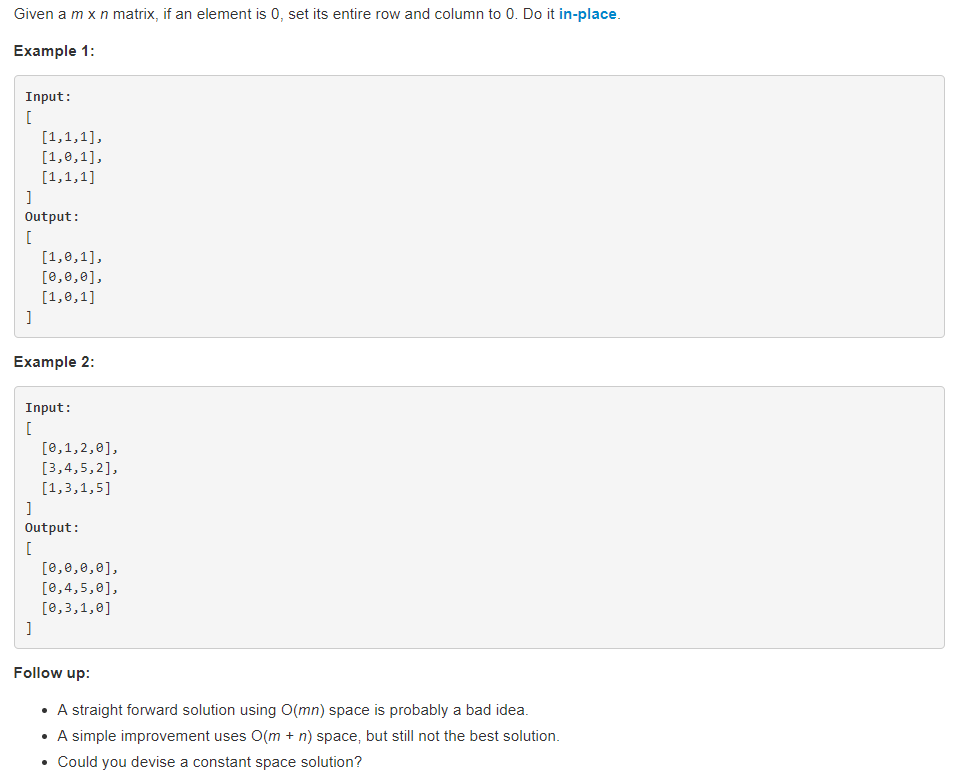 Given a m x n matrix, if an element is 0, set its entire row and column to 0. Do it in-place.
Example 1:
Input:
[
  [1,1,1],
  [1,0,1],
  [1,1,1]
]
Output:
[
  [1,0,1],
  [0,0,0],
  [1,0,1]
]
Example 2:
Input:
[
  [0,1,2,0],
  [3,4,5,2],
  [1,3,1,5]
]
Output:
[
  [0,0,0,0],
  [0,4,5,0],
  [0,3,1,0]
]
Follow up:
• A straight forward solution using O(mn) space is probably a bad idea.
• A simple improvement uses O(m + n) space, but still not the best solution.
• Could you devise a constant space solution?